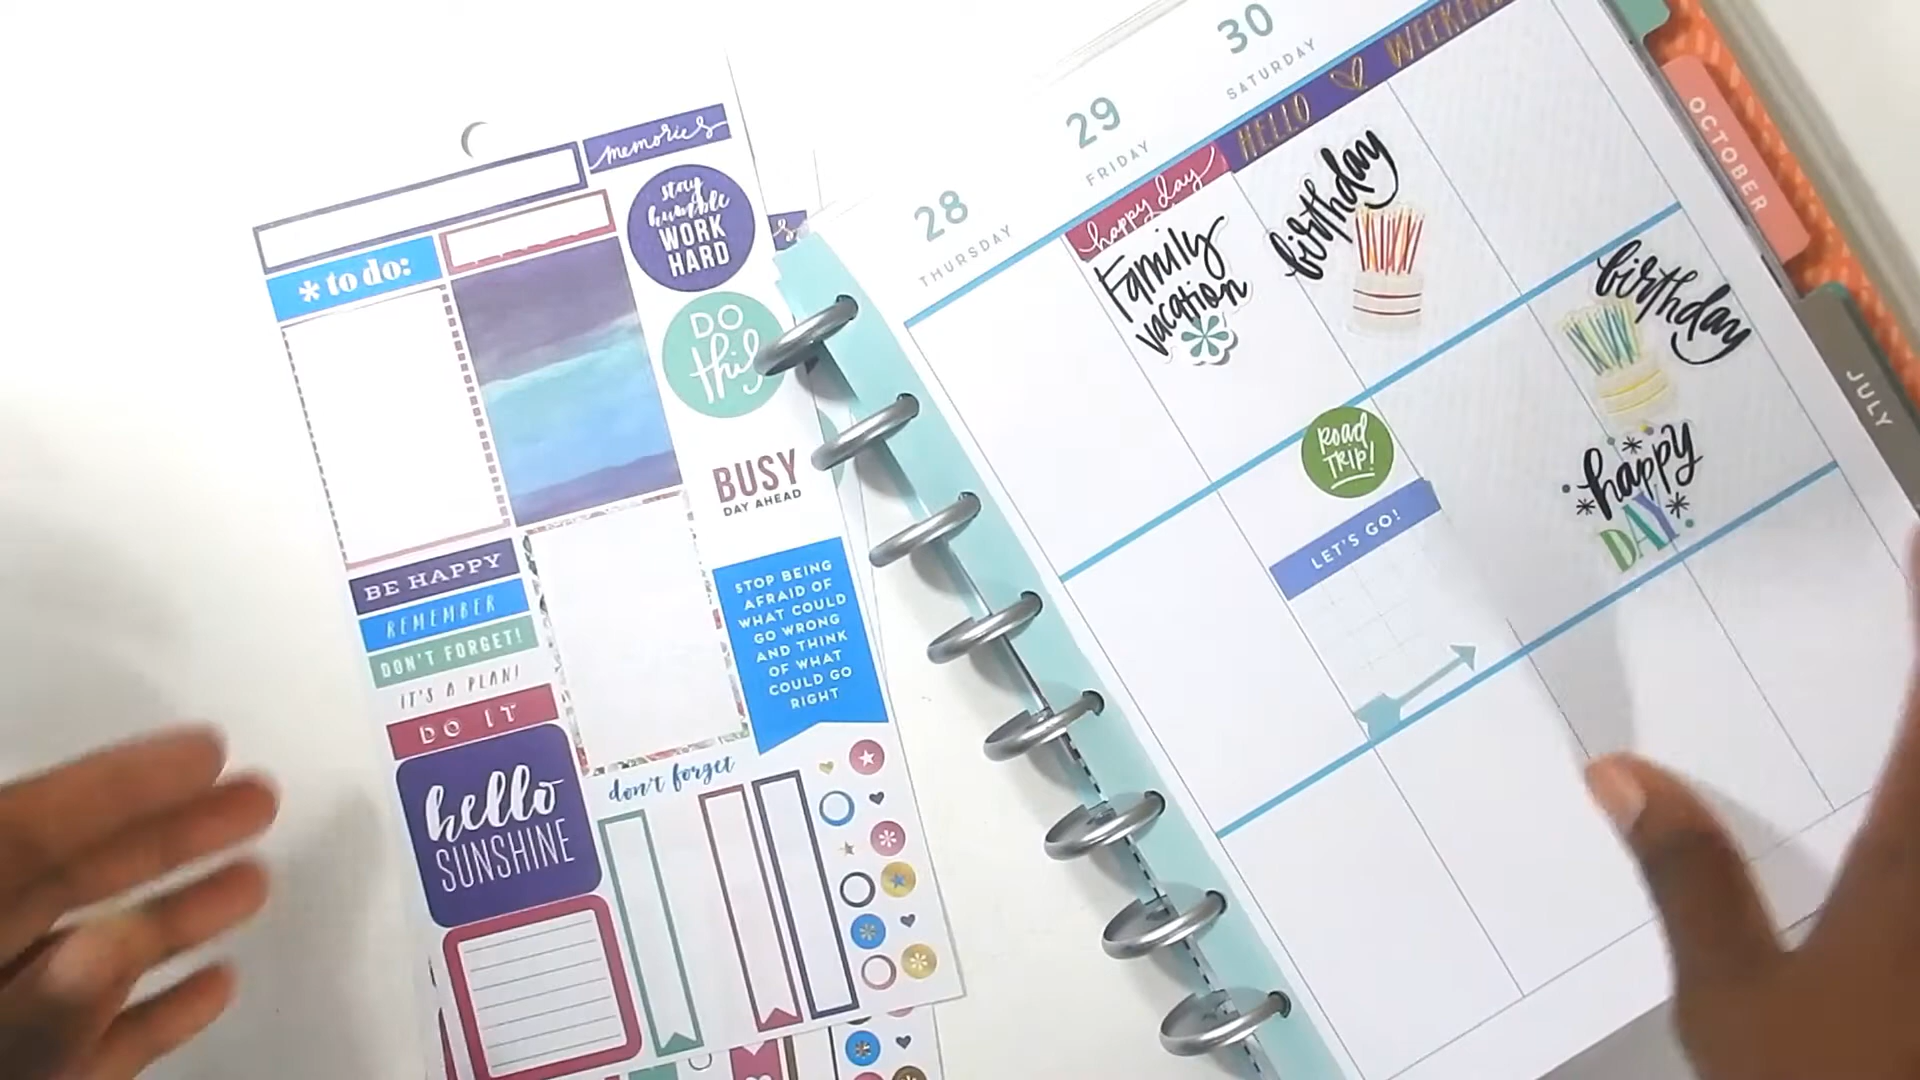 memories
stay
humble
WORK
HARD
* to do:
DO
this
BUSY
DAY AHEAD
BE HAPPY
REMEMBER
DON'T FORGET!
IT'S A PLAN!
DO IT
STOP BEING
AFRAID OF
WHAT COULD
GO WRONG
AND THINK
OF WHAT
COULD GO
RIGHT
hello
SUNSHINE
don't forget
28
THURSDAY
29
FRIDAY
30
SATURDAY
HELLO WEEKEND
happy day
Family
vacation
birthday
birthday
ROAD
TRIP!
LET'S GO!
happy
DAY
OCTOBER
JULY